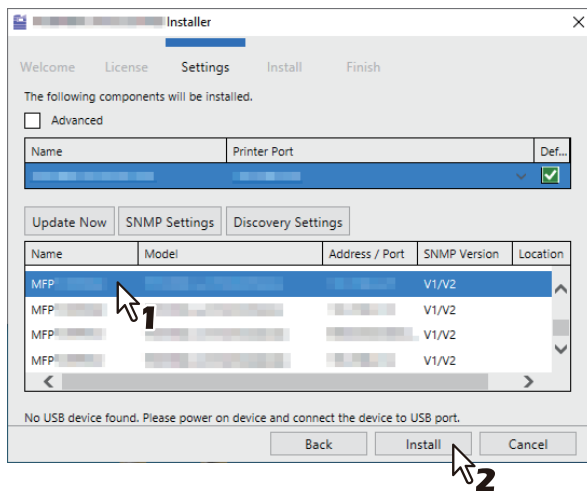 Installer
Welcome License Settings Install Finish
The following components will be installed.
Advanced
Name Printer Port Def...
Update Now SNMP Settings Discovery Settings
Name Model Address / Port SNMP Version Location
MFP V1/V2
MFP V1/V2
MFP V1/V2
MFP V1/V2
1
No USB device found. Please power on device and connect the device to USB port.
Back Install Cancel
2